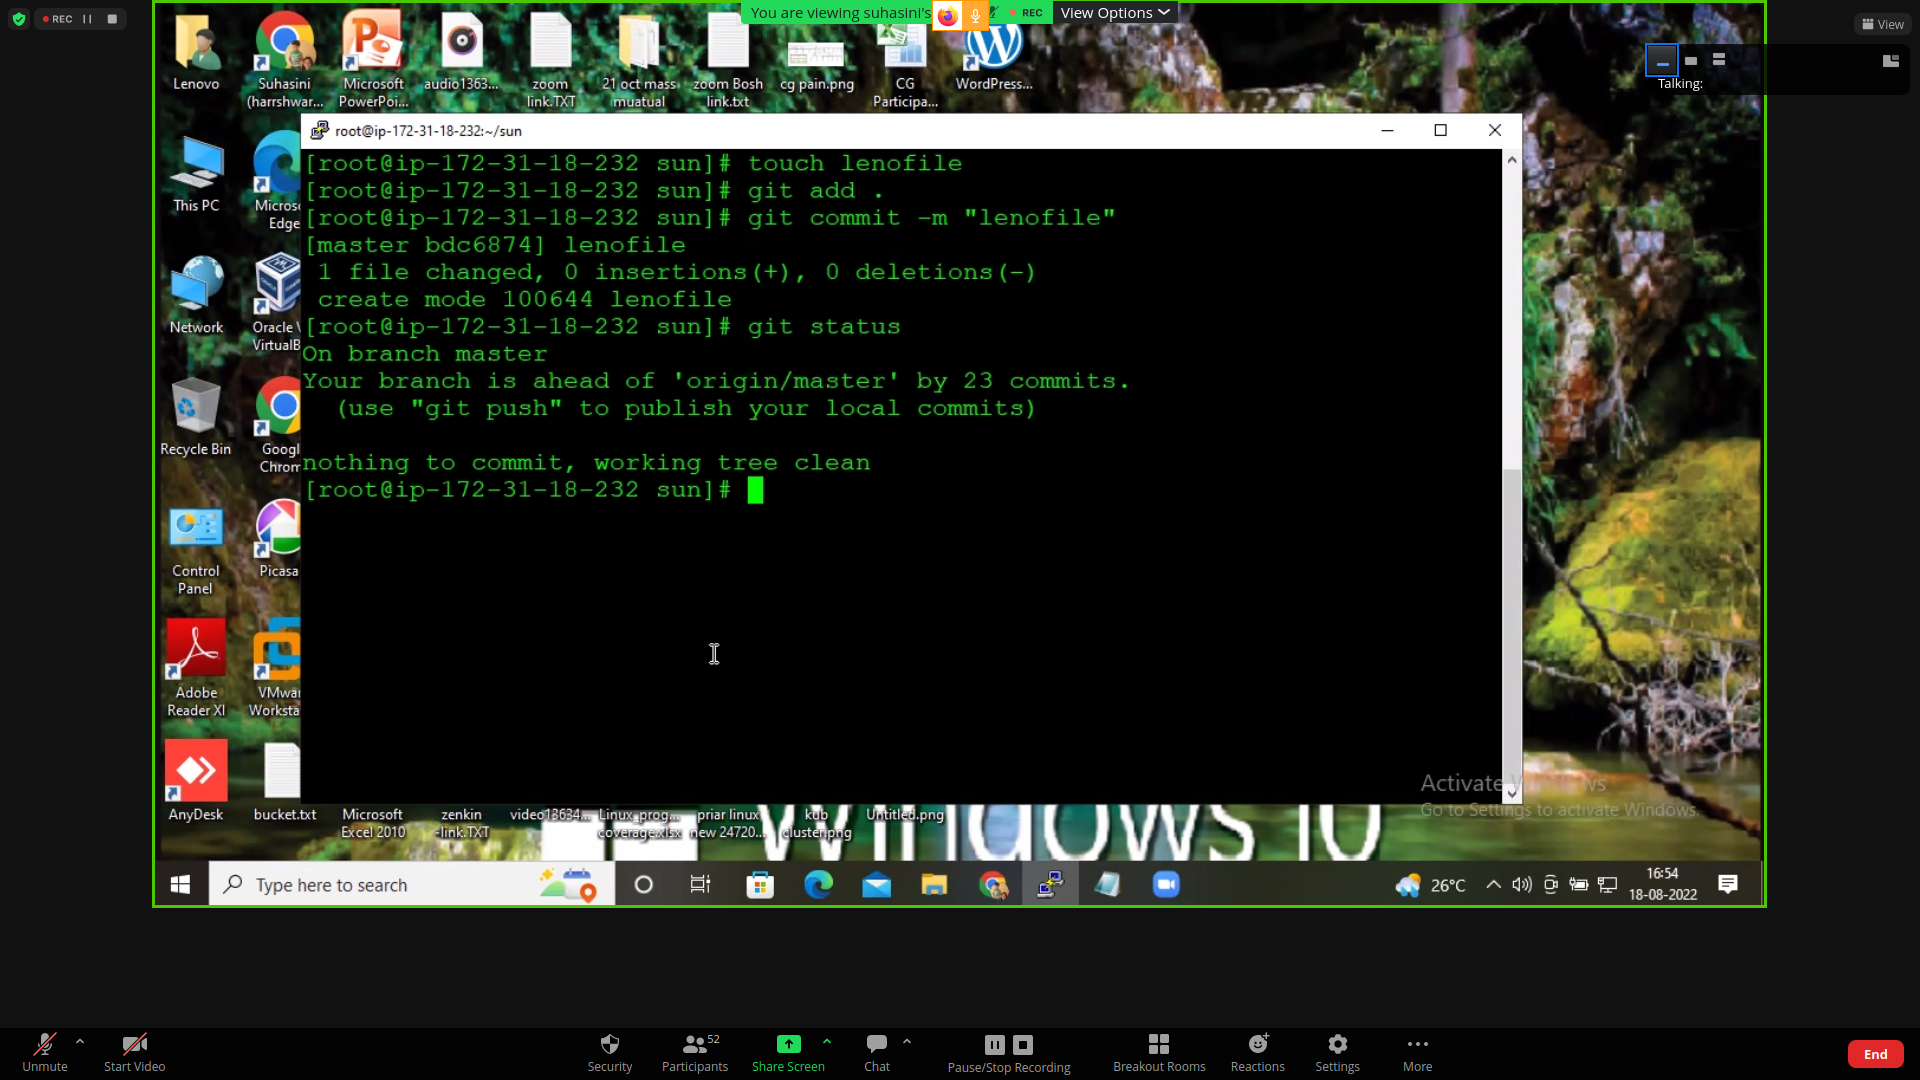 REC
You are viewing suhasini's
REC
View Options
View
Talking:
Lenovo
Suhasini
(harrshwar...
Microsoft
PowerPoi...
audio1363...
zoom
link.TXT
21 oct mass
muatual
zoom Bosh
link.txt
cg pain.png
CG
Participa...
WordPress...
root@ip-172-31-18-232:~/sun
[root@ip-172-31-18-232 sun]# touch lenofile
[root@ip-172-31-18-232 sun]# git add .
[root@ip-172-31-18-232 sun]# git commit -m "lenofile"
[master bdc6874] lenofile
1 file changed, 0 insertions(+), 0 deletions(-)
create mode 100644 lenofile
[root@ip-172-31-18-232 sun]# git status
On branch master
Your branch is ahead of 'origin/master' by 23 commits.
(use "git push" to publish your local commits)
nothing to commit, working tree clean
[root@ip-172-31-18-232 sun]#
This PC
Micros
Edge
Network
Oracle
VirtualB
Recycle Bin
Googl
Chrom
Control
Panel
Picasa
Adobe
Reader XI
VMwa
Worksta
AnyDesk
bucket.txt
Microsoft
Excel 2010
zenkin
-link.TXT
video13634...
Linux_prog...
coverage.xlsx
priar linux
new 24720...
kub
cluster.png
Untitled.png
Windows 10
Activate Windows
Go to Settings to activate Windows.
Type here to search
26°C
16:54
18-08-2022
Unmute
Start Video
Security
52
Participants
Share Screen
Chat
Pause/Stop Recording
Breakout Rooms
Reactions
Settings
More
End